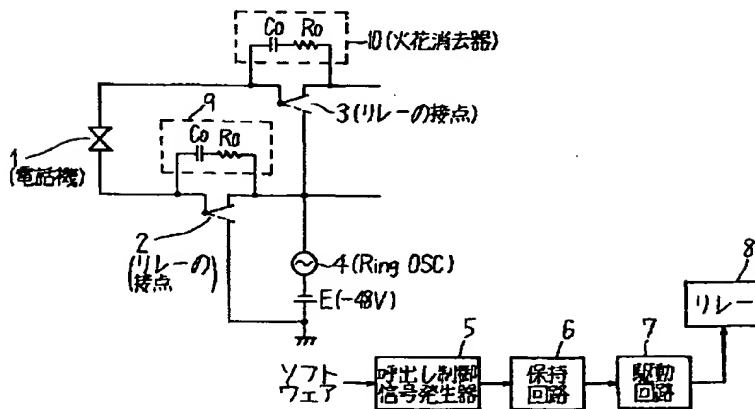 Co Ro
10(火花消去器)
9
3(リレーの接点)
Co Ro
1
(電話機)
2
(リレーの
接点)
4(Ring OSC)
E(-48V)
8
リレー
5
6
7
ソフト
ウェア
呼出し制御
信号発生器
保持
回路
駆動
回路